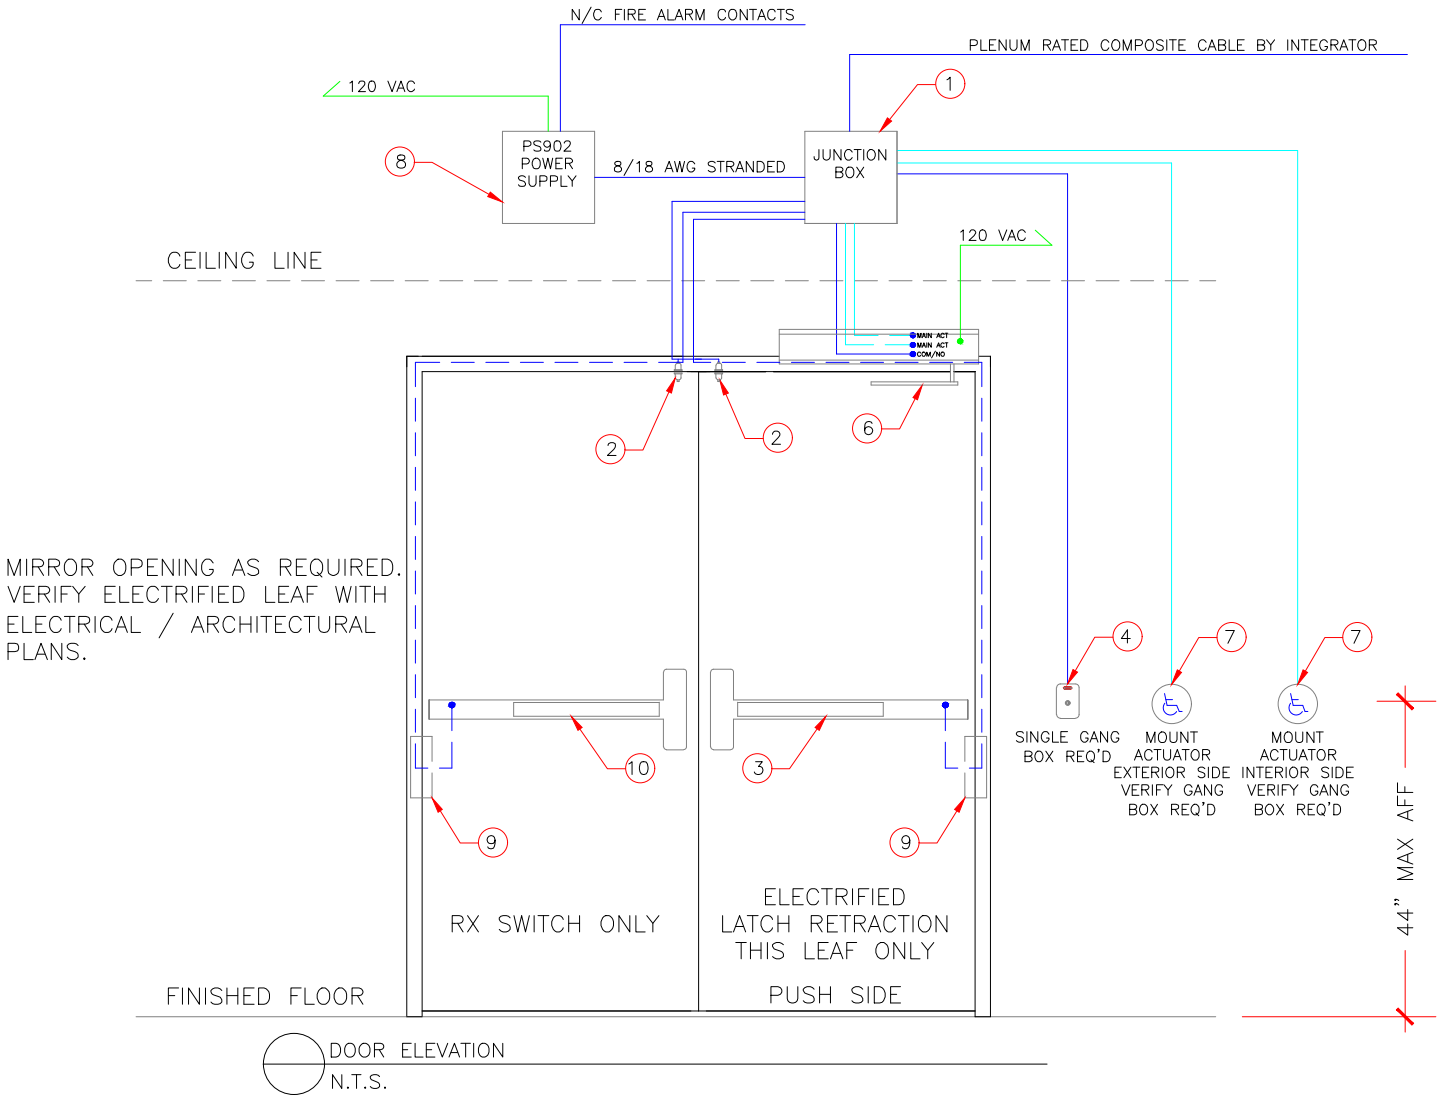 N/C FIRE ALARM CONTACTS
PLENUM RATED COMPOSITE CABLE BY INTEGRATOR
120 VAC
1
PS902
POWER
SUPPLY
8
8/18 AWG STRANDED
JUNCTION
BOX
120 VAC
CEILING LINE
MAIN ACT
MAIN ACT
COM/NO
2
2
6
MIRROR OPENING AS REQUIRED.
VERIFY ELECTRIFIED LEAF WITH
ELECTRICAL / ARCHITECTURAL
PLANS.
4
7
7
SINGLE GANG
BOX REQ'D
MOUNT
ACTUATOR
EXTERIOR SIDE
VERIFY GANG
BOX REQ'D
MOUNT
ACTUATOR
INTERIOR SIDE
VERIFY GANG
BOX REQ'D
10
3
9
9
44" MAX AFF
RX SWITCH ONLY
ELECTRIFIED
LATCH RETRACTION
THIS LEAF ONLY
PUSH SIDE
FINISHED FLOOR
DOOR ELEVATION
N.T.S.